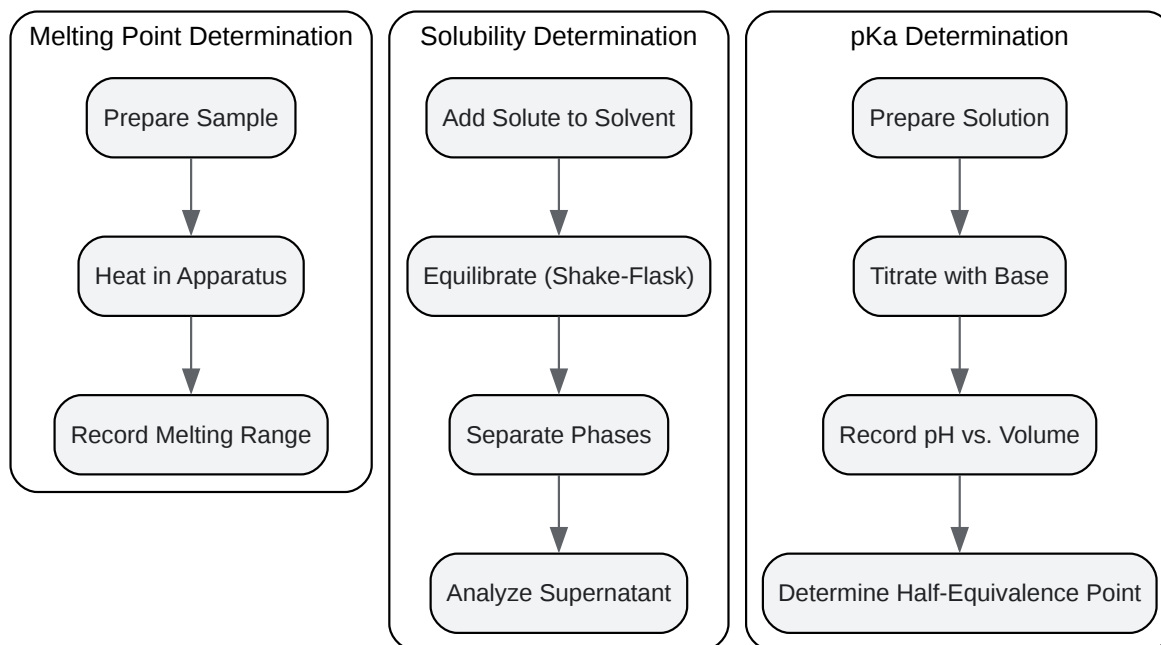 Melting Point Determination
Prepare Sample
Heat in Apparatus
Record Melting Range
Solubility Determination
Add Solute to Solvent
Equilibrate (Shake-Flask)
Separate Phases
Analyze Supernatant
pKa Determination
Prepare Solution
Titrate with Base
Record pH vs. Volume
Determine Half-Equivalence Point